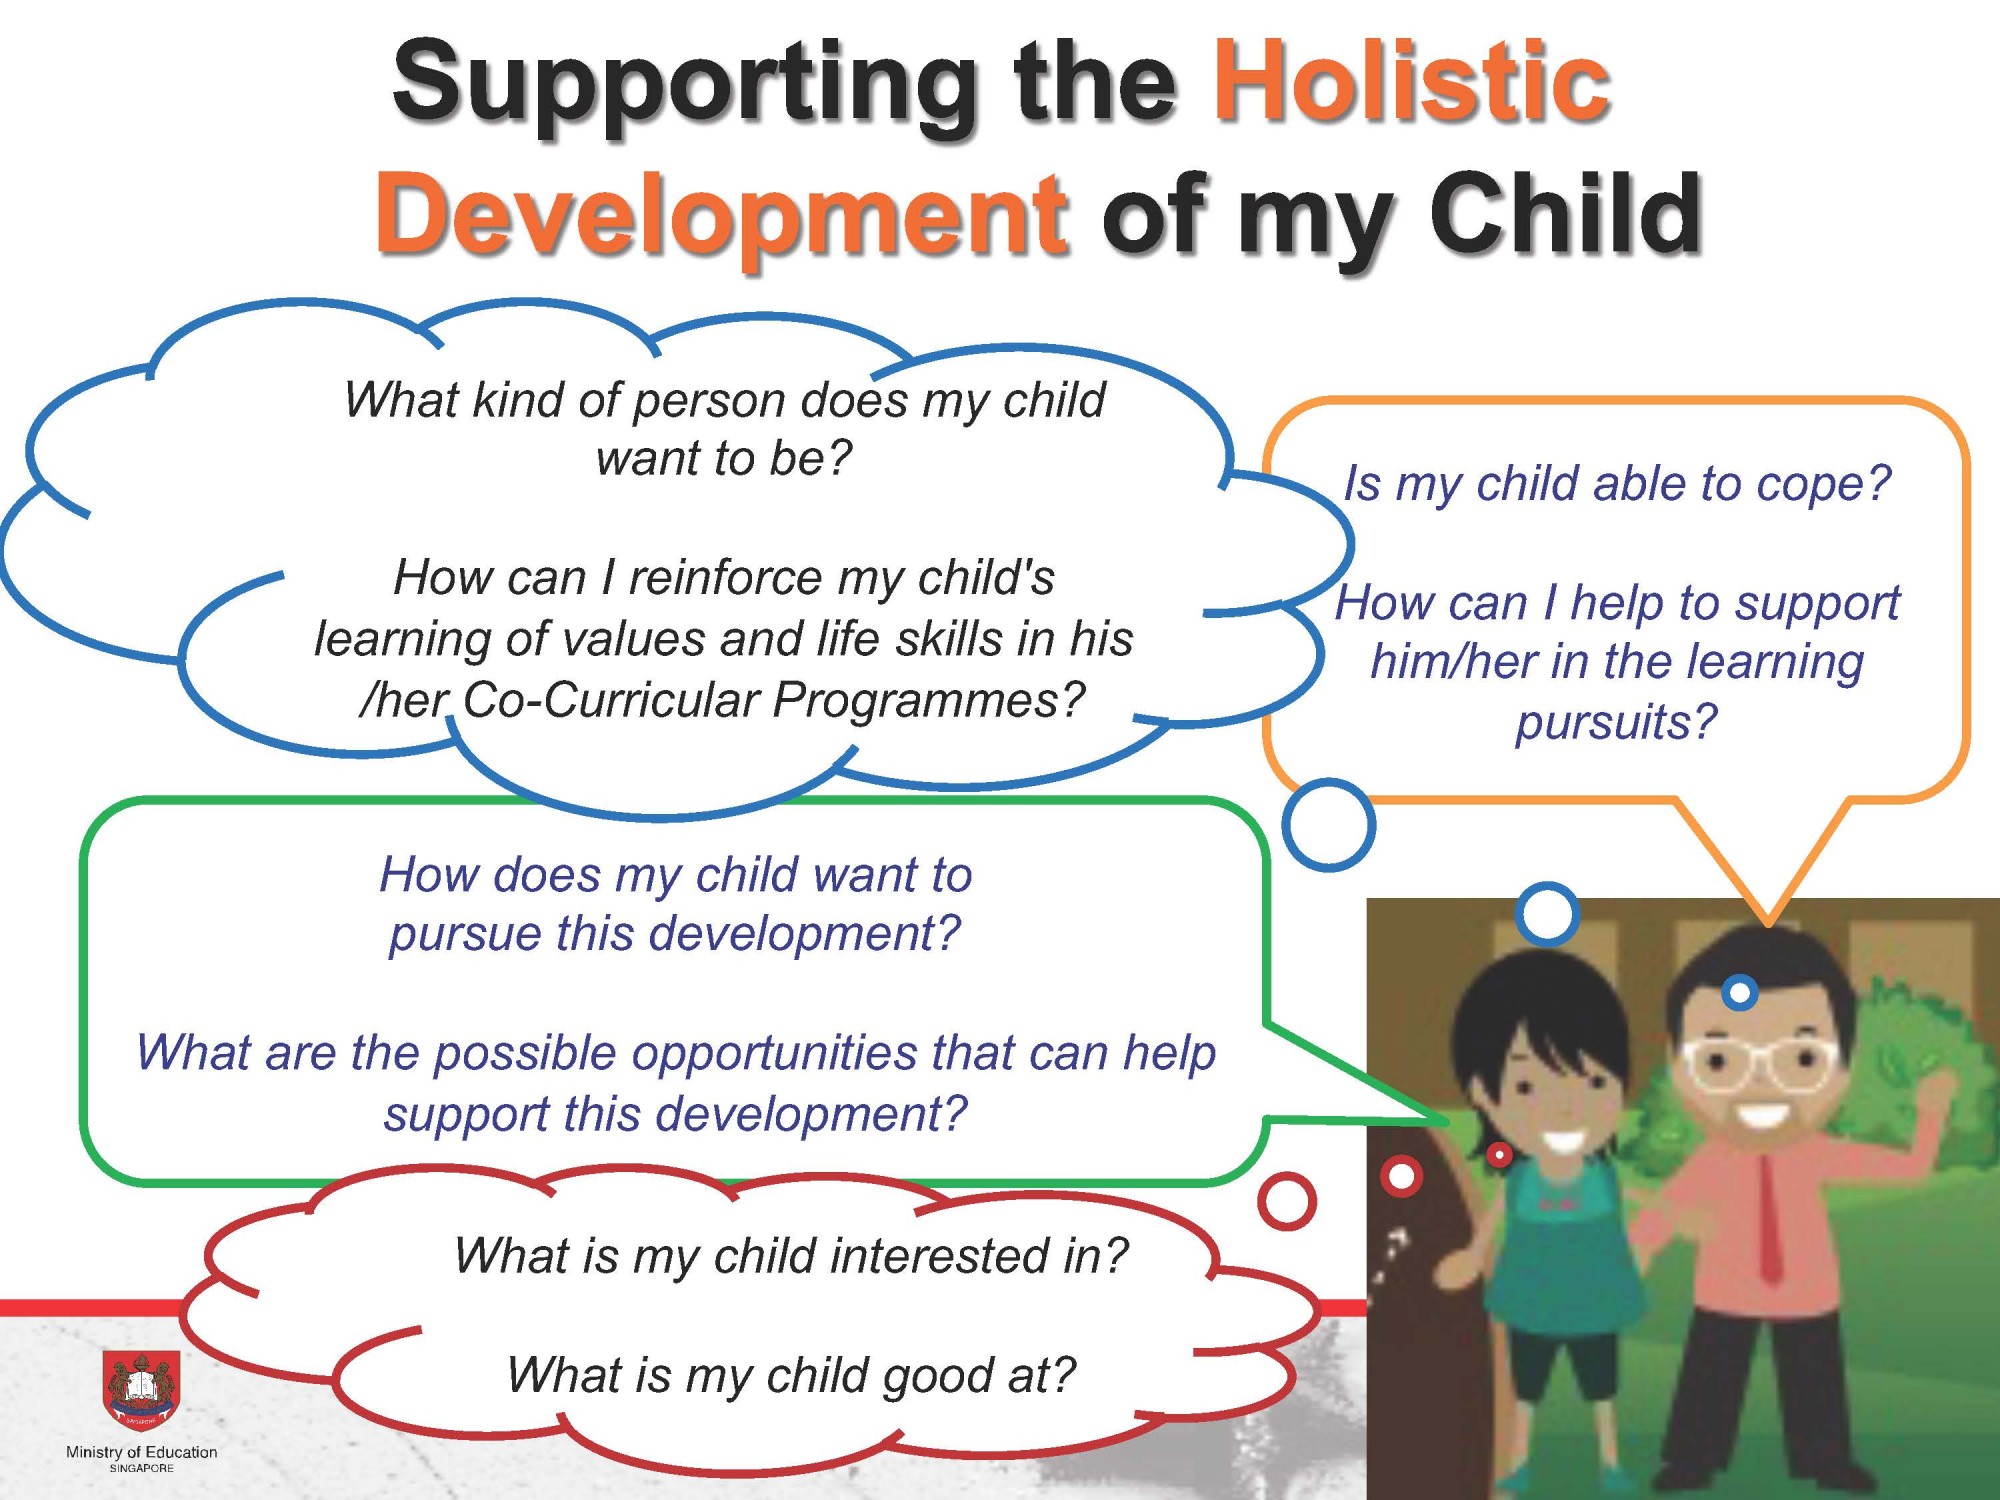 Supporting the Holistic
Development of my Child
What kind of person does my child
want to be?
How can I reinforce my child's
learning of values and life skills in his
/her Co-Curricular Programmes?
Is my child able to cope?
How can I help to support
him/her in the learning
pursuits?
How does my child want to
pursue this development?
What are the possible opportunities that can help
support this development?
What is my child interested in?
What is my child good at?
Ministry of Education
SINGAPORE